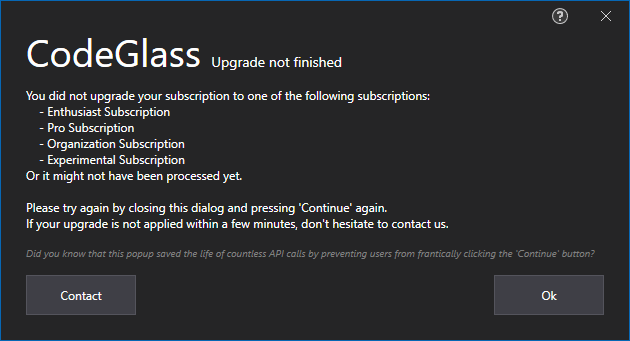 CodeGlass Upgrade not finished
You did not upgrade your subscription to one of the following subscriptions:
- Enthusiast Subscription
- Pro Subscription
- Organization Subscription
- Experimental Subscription
Or it might not have been processed yet.
Please try again by closing this dialog and pressing 'Continue' again.
If your upgrade is not applied within a few minutes, don't hesitate to contact us.
Did you know that this popup saved the life of countless API calls by preventing users from frantically clicking the 'Continue' button?
Contact
Ok